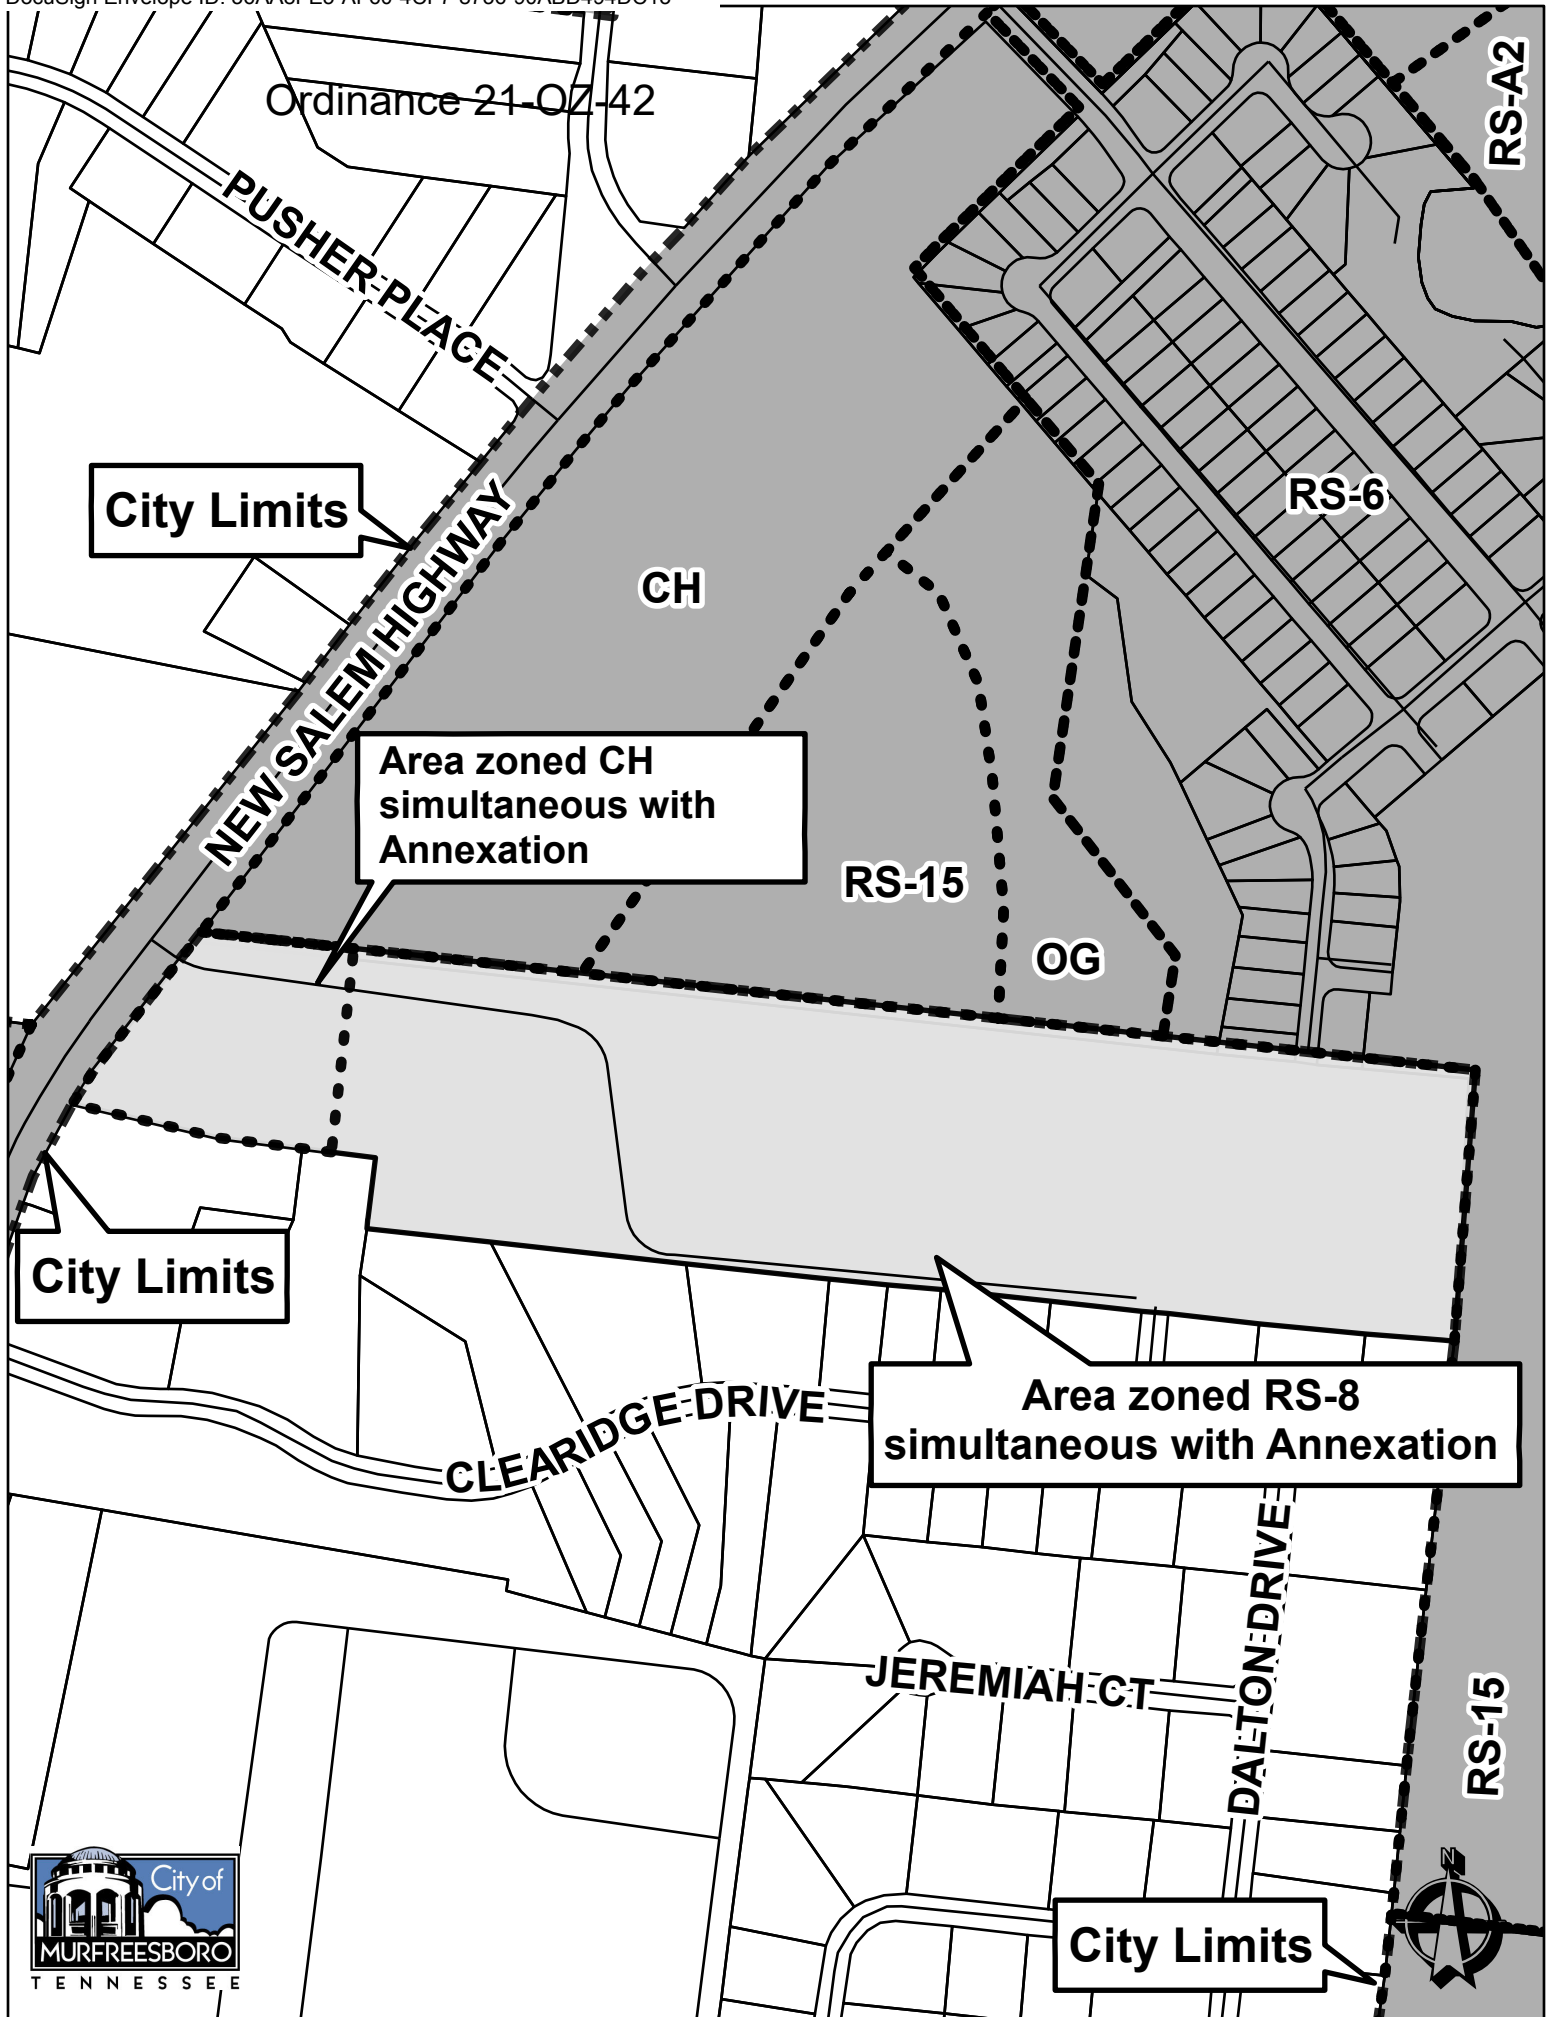 Ordinance 21-OZ-42
RS-A2
PUSHER PLACE
City Limits
RS-6
CH
NEW SALEM HIGHWAY
Area zoned CH
simultaneous with
Annexation
RS-15
OG
City Limits
Area zoned RS-8
simultaneous with Annexation
CLEARIDGE DRIVE
DALTON DRIVE
JEREMIAH CT
RS-15
City of
MURFREESBORO
TENNESSEE
N
City Limits